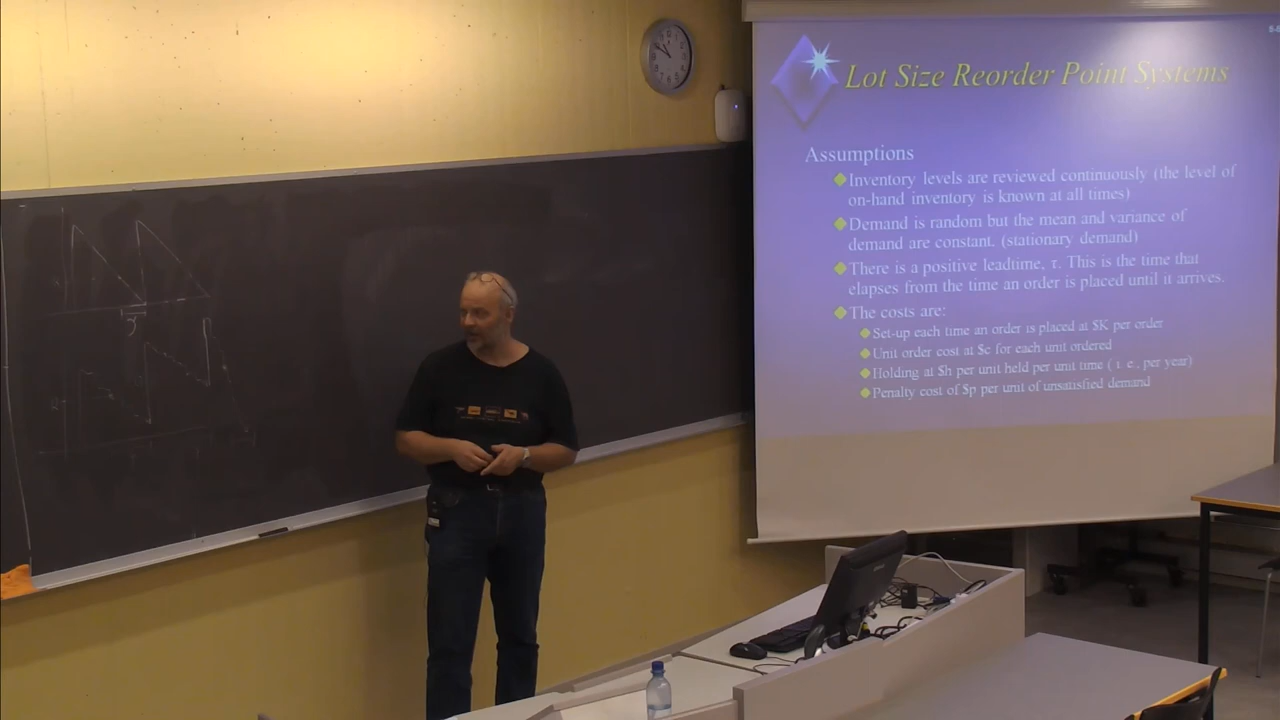 Lot Size Reorder Point Systems
Assumptions
Inventory levels are reviewed continuously (the level of
on-hand inventory is known at all times)
Demand is random but the mean and variance of
demand are constant. (stationary demand)
There is a positive leadtime, τ. This is the time that
elapses from the time an order is placed until it arrives.
The costs are:
Set-up each time an order is placed at $K per order
Unit order cost at $c for each unit ordered
Holding at $h per unit held per unit time ( i. e., per year)
Penalty cost of $p per unit of unsatisfied demand